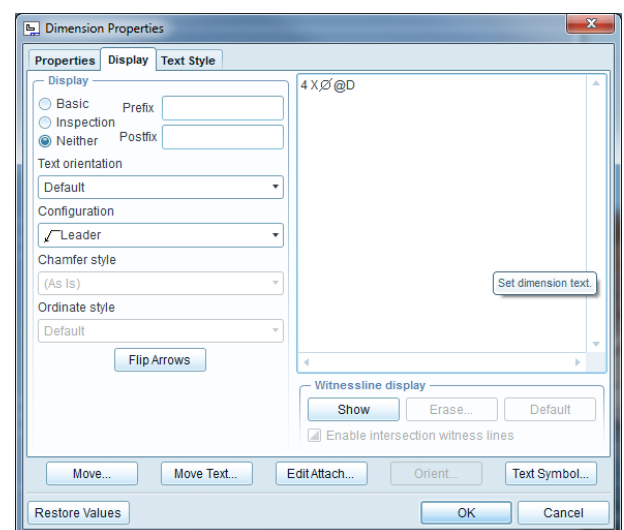 Dimension Properties
Properties Display Text Style
Display
Basic
Inspection
Neither
Prefix
Postfix
Text orientation
Default
Configuration
Leader
Chamfer style
(As Is)
Ordinate style
Default
Flip Arrows
4 X Ø @D
Set dimension text.
Witnessline display
Show Erase... Default
Enable intersection witness lines
Move... Move Text... Edit Attach... Orient... Text Symbol...
Restore Values OK Cancel